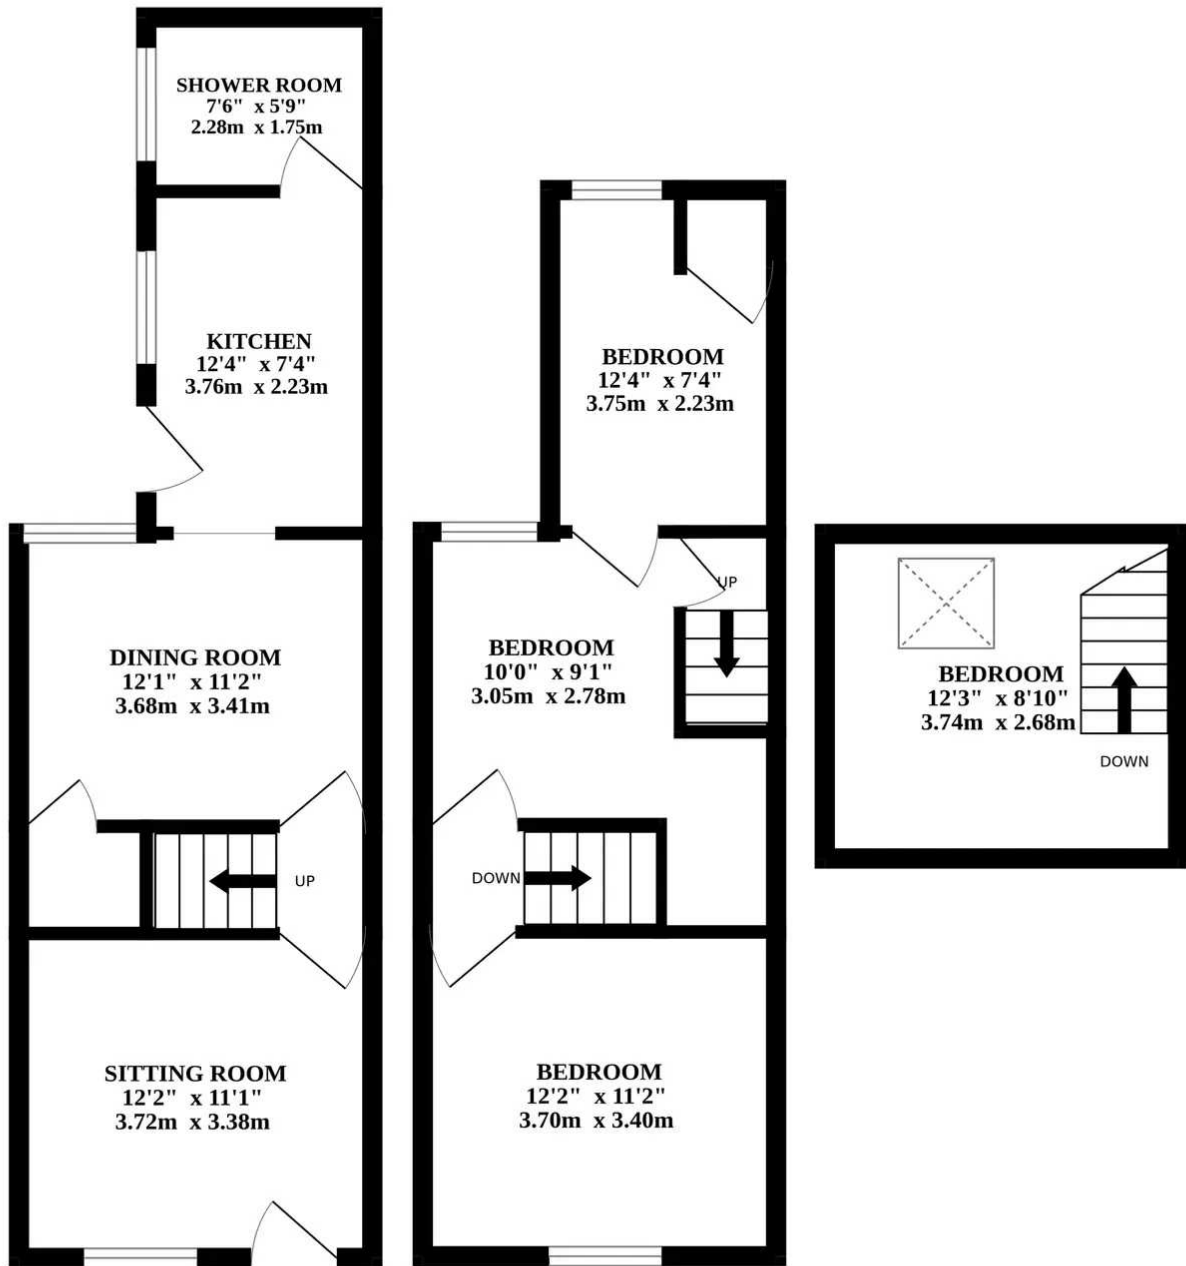 SHOWER ROOM
7'6" x 5'9"
2.28m x 1.75m
KITCHEN
12'4" x 7'4"
3.76m x 2.23m
DINING ROOM
12'1" x 11'2"
3.68m x 3.41m
UP
SITTING ROOM
12'2" x 11'1"
3.72m x 3.38m
BEDROOM
12'4" x 7'4"
3.75m x 2.23m
UP
BEDROOM
10'0" x 9'1"
3.05m x 2.78m
DOWN
BEDROOM
12'2" x 11'2"
3.70m x 3.40m
BEDROOM
12'3" x 8'10"
3.74m x 2.68m
DOWN